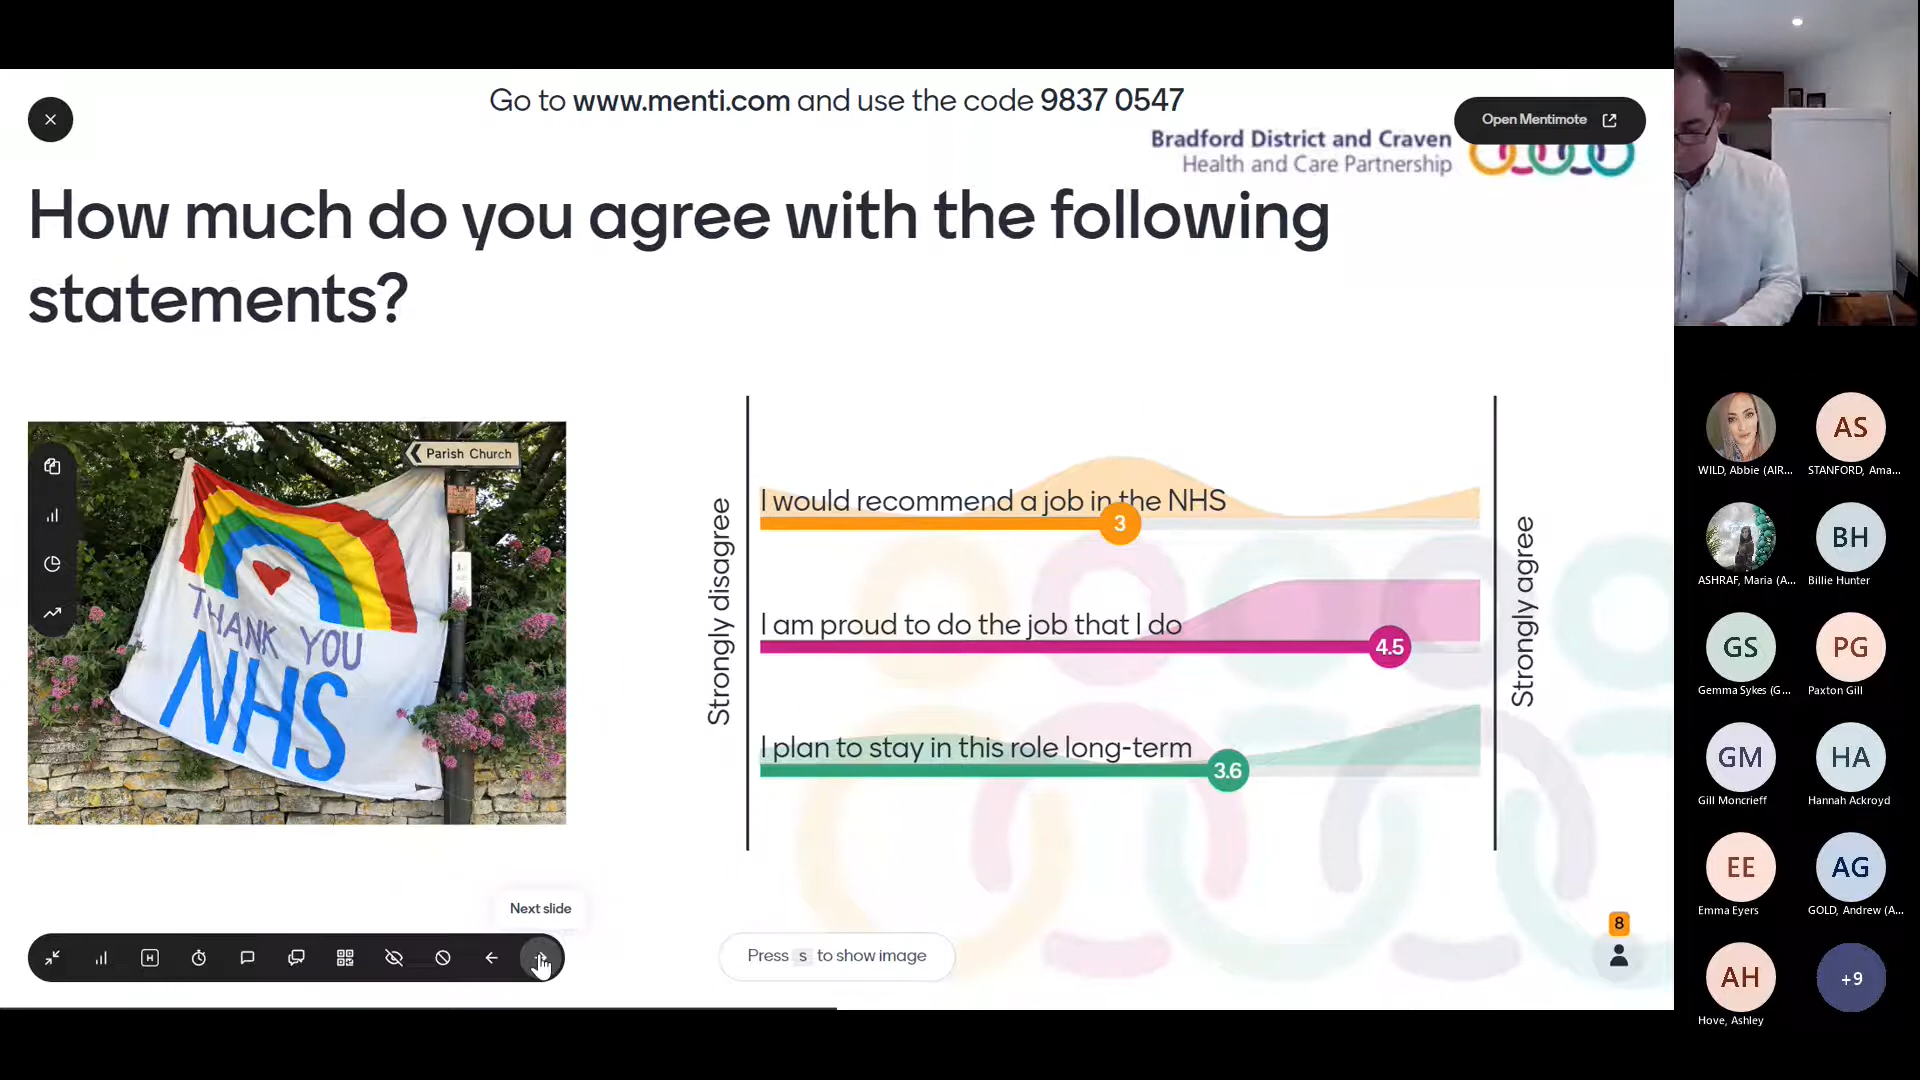 Go to www.menti.com and use the code 9837 0547
Open Mentimote
Bradford District and Craven
Health and Care Partnership
How much do you agree with the following
statements?
Parish Church
THANK YOU
NHS
Strongly disagree
I would recommend a job in the NHS
3
I am proud to do the job that I do
4.5
I plan to stay in this role long-term
3.6
Strongly agree
Next slide
H
Press s to show image
8
WILD, Abbie (AIR...
AS
STANFORD, Ama...
ASHRAF, Maria (A...
BH
Billie Hunter
GS
Gemma Sykes (G...
PG
Paxton Gill
GM
Gill Moncrieff
HA
Hannah Ackroyd
EE
Emma Eyers
AG
GOLD, Andrew (A...
AH
Hove, Ashley
+9